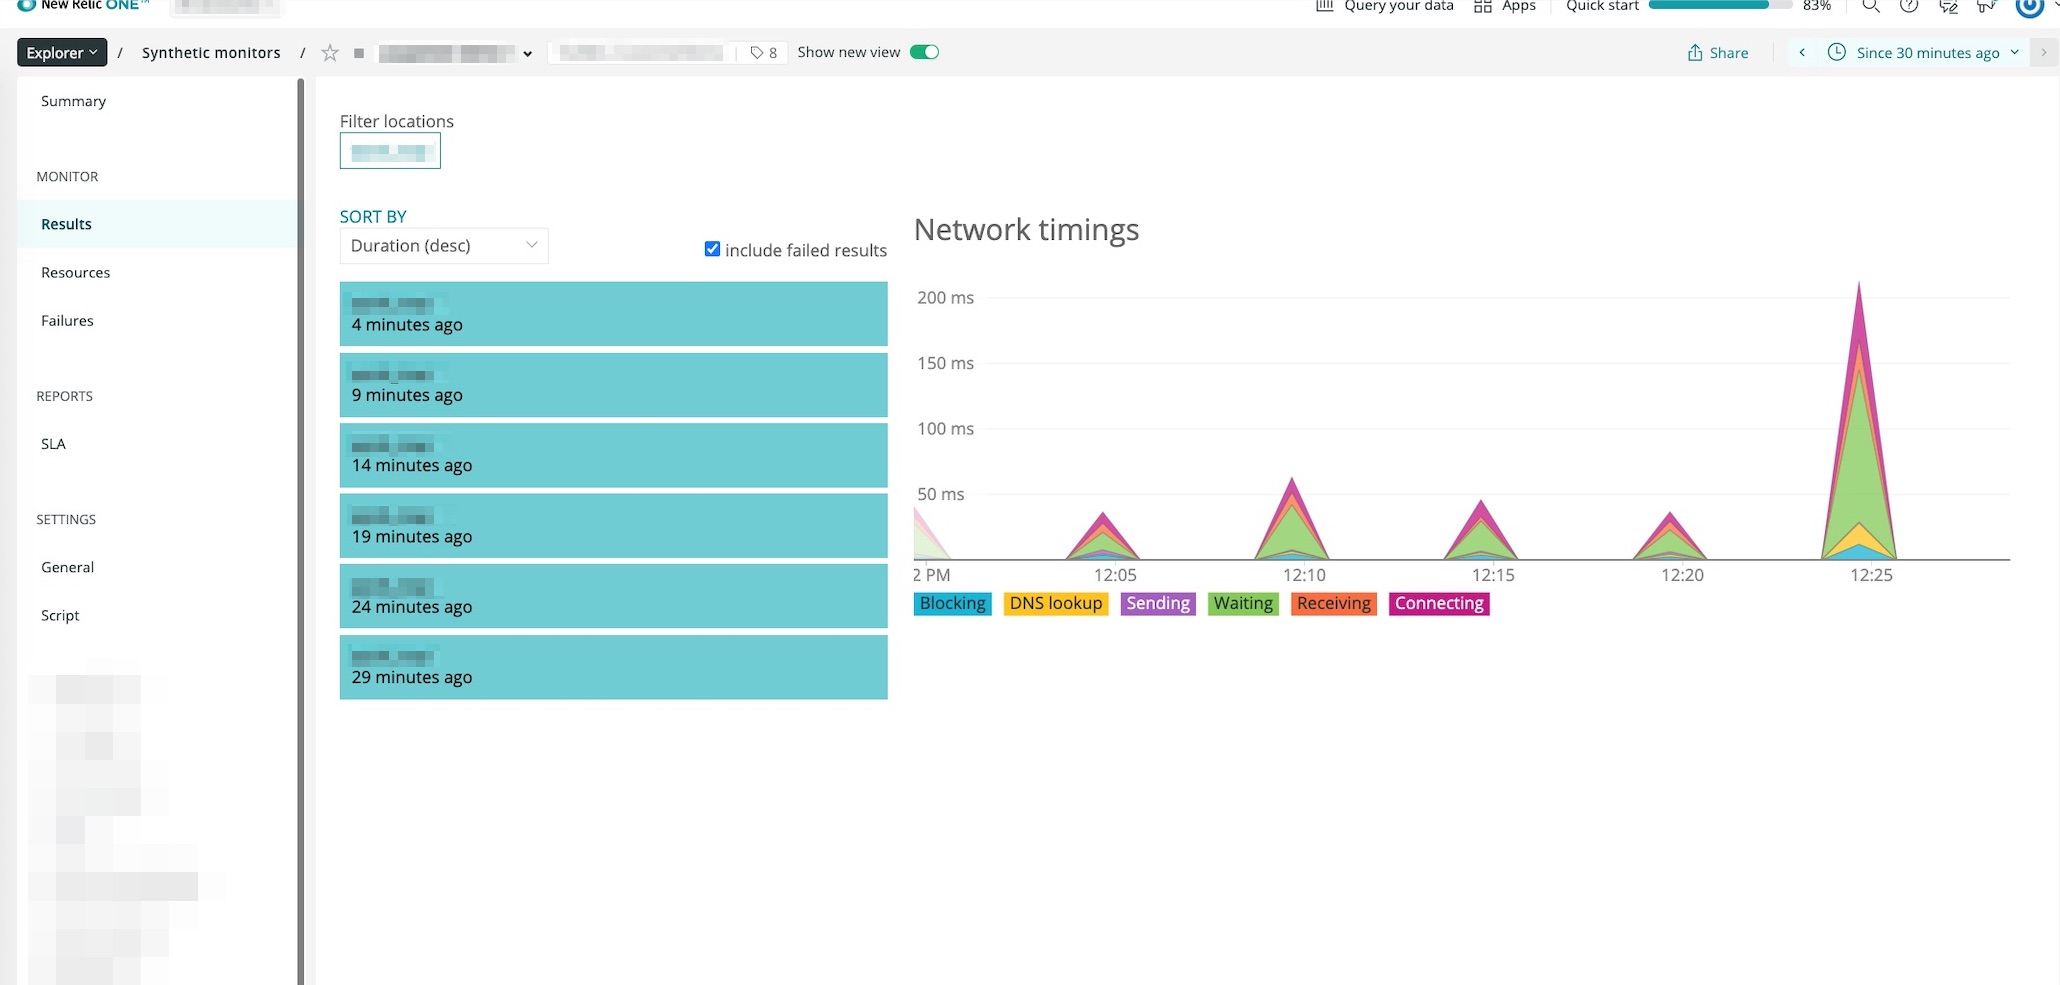 New Relic ONE™
Query your data
Apps
Quick start
83%
Explorer / Synthetic monitors /
8
Show new view
Share
Since 30 minutes ago
Summary
MONITOR
Results
Resources
Failures
REPORTS
SLA
SETTINGS
General
Script
Filter locations
SORT BY
Duration (desc)
include failed results
4 minutes ago
9 minutes ago
14 minutes ago
19 minutes ago
24 minutes ago
29 minutes ago
Network timings
200 ms
150 ms
100 ms
50 ms
2 PM 12:05 12:10 12:15 12:20 12:25
Blocking DNS lookup Sending Waiting Receiving Connecting